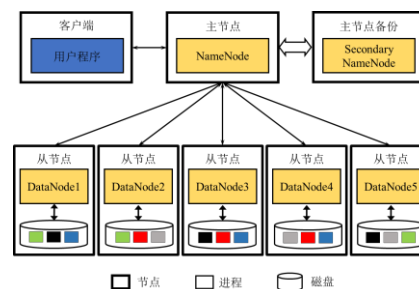 客户端
主节点
主节点备份
用户程序
NameNode
Secondary
NameNode
从节点
从节点
从节点
从节点
从节点
DataNode1
DataNode2
DataNode3
DataNode4
DataNode5
节点
进程
磁盘